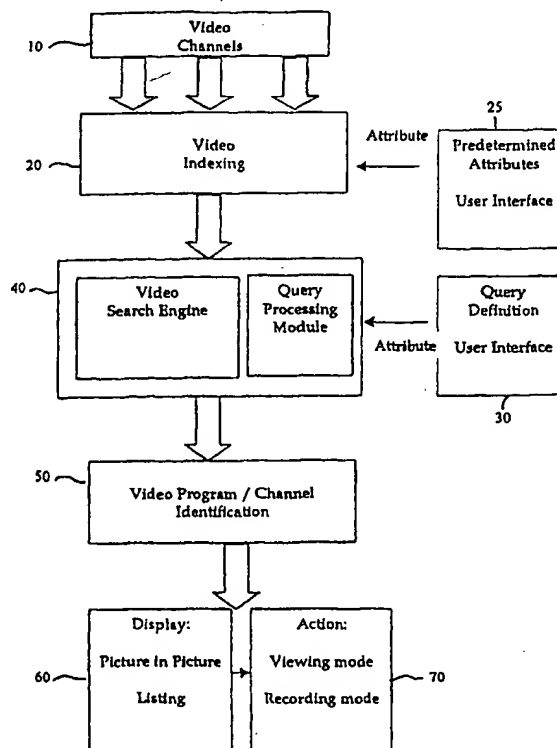 10
Video
Channels
20
Video
Indexing
Attribute
25
Predetermined
Attributes
User Interface
40
Video
Search Engine
Query
Processing
Module
Attribute
Query
Definition
User Interface
30
50
Video Program / Channel
Identification
60
Display:
Picture in Picture
Listing
Action:
Viewing mode
Recording mode
70